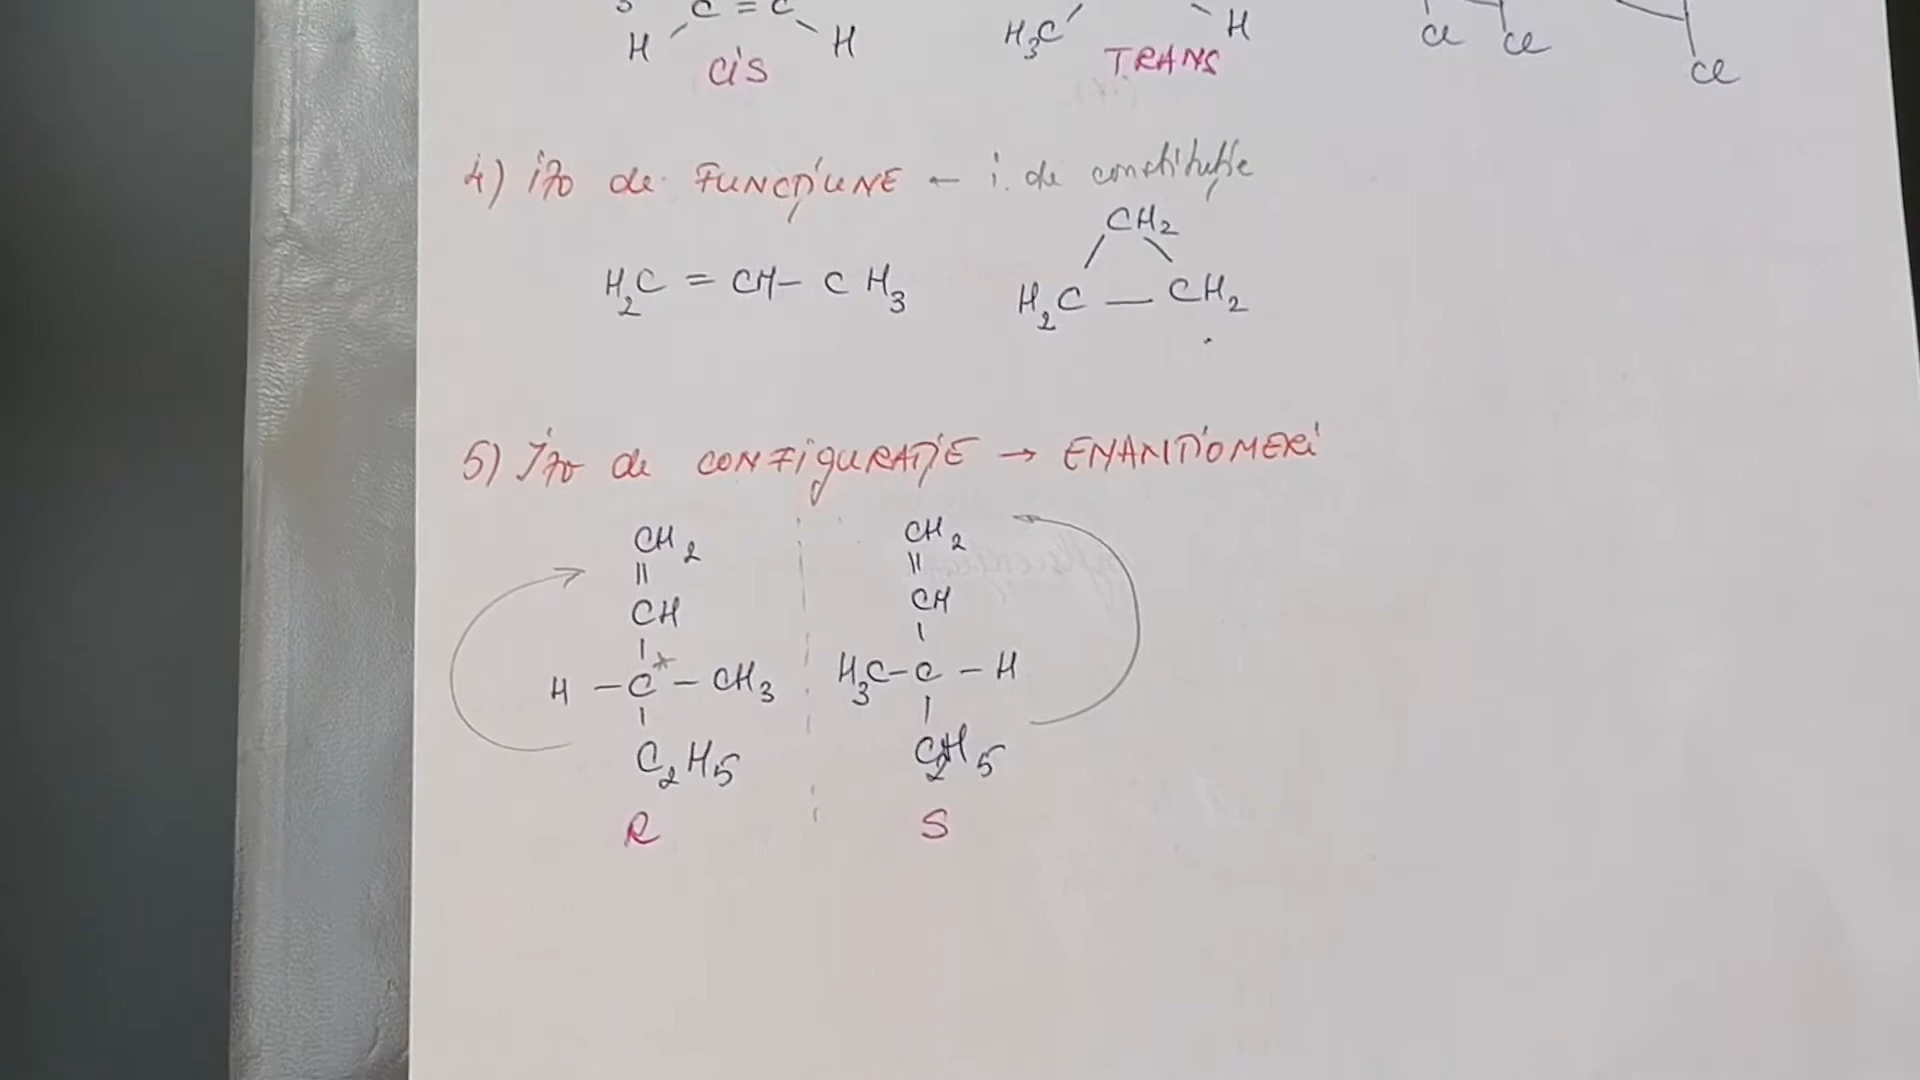 C = C
H H H₃C H Cl Cl
CIS TRANS Cl
4) izo de FUNCȚIUNE – i. de constituție
CH₂
H₂C = CH – CH₃ H₂C — CH₂
5) Izo de CONFIGURAȚIE → ENANTIOMERI
CH₂ CH₂
|| ||
CH CH
| |
H – C* – CH₃ H₃C – C – H
| |
C₂H₅ C₂H₅
R S